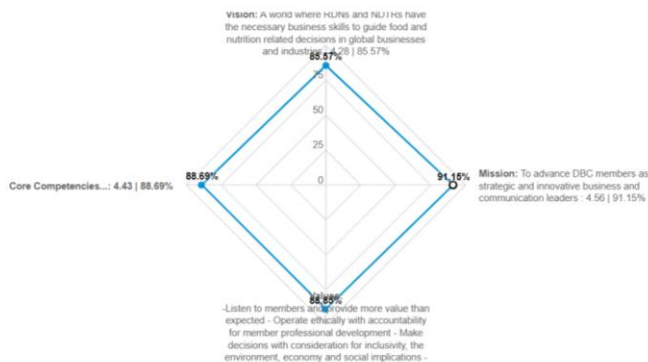 Vision: A world where RDNs and NDTRs have
the necessary business skills to guide food and
nutrition related decisions in global businesses
and industries : 4.28 | 85.57%
85.57%
75
50
25
0
88.69%
Core Competencies...: 4.43 | 88.69%
91.15%
Mission: To advance DBC members as
strategic and innovative business and
communication leaders : 4.56 | 91.15%
Values:
88.85%
-Listen to members and provide more value than
expected - Operate ethically with accountability
for member professional development - Make
decisions with consideration for inclusivity, the
environment, economy and social implications -